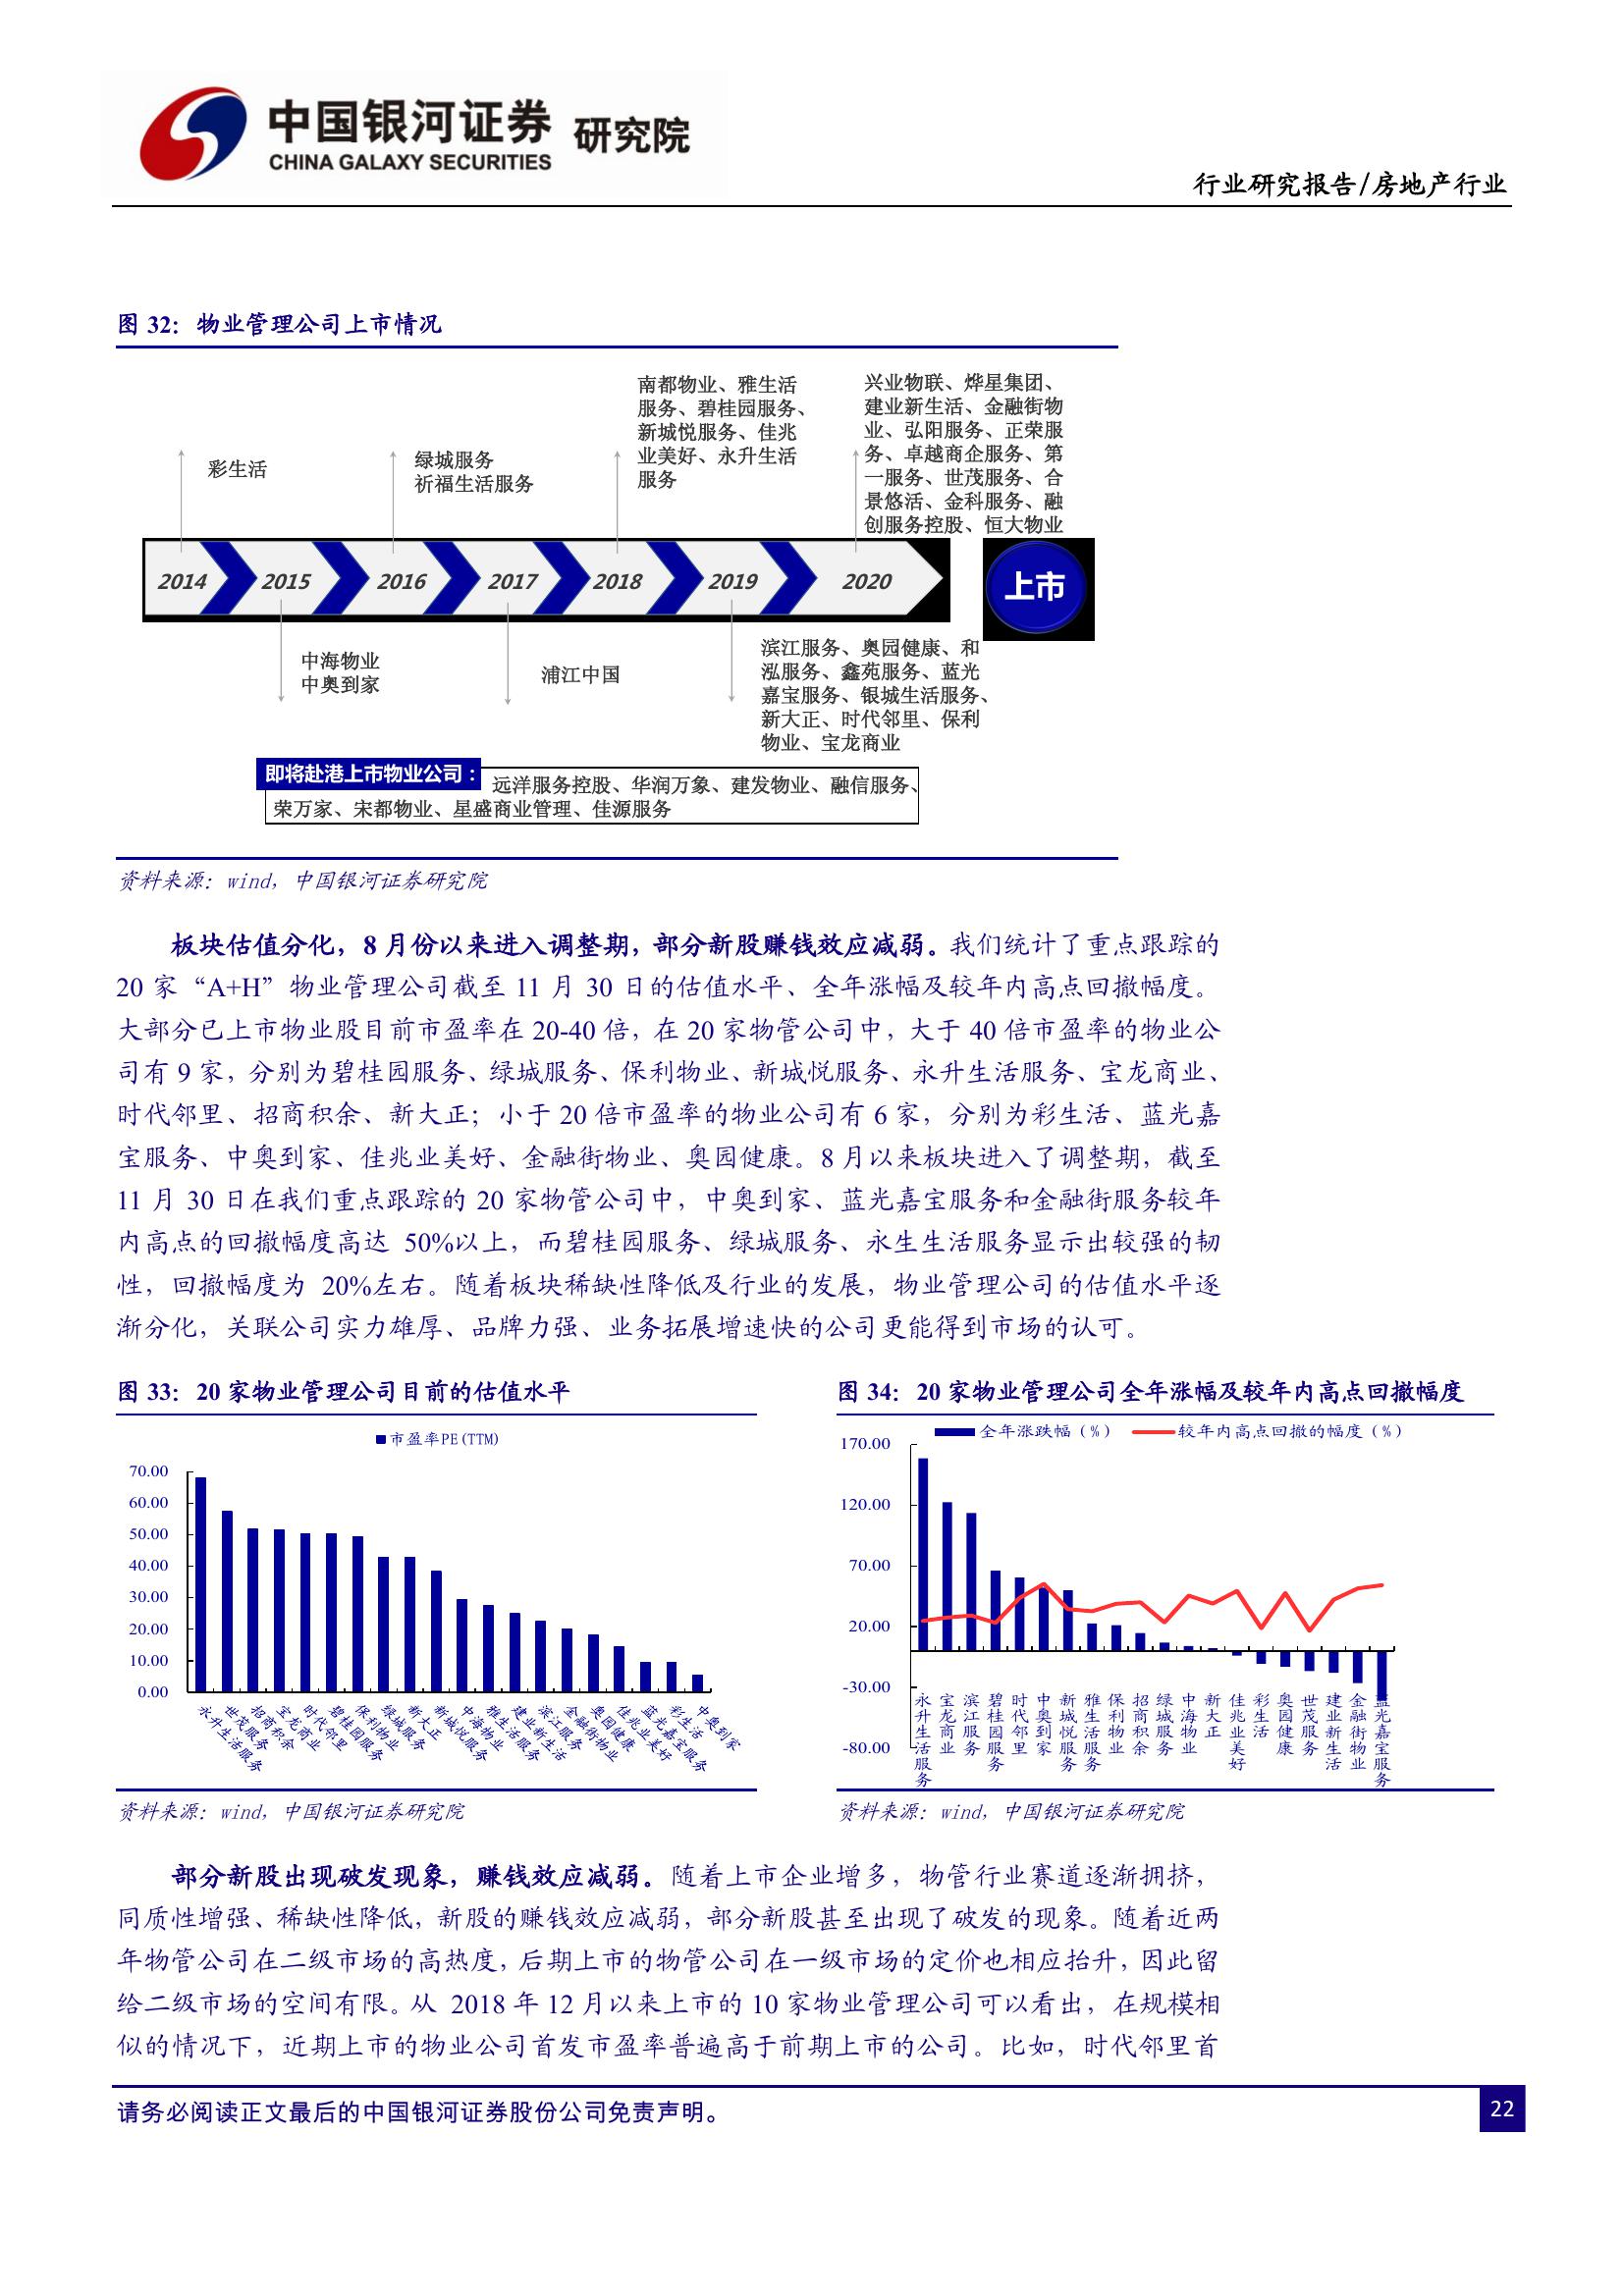 中国银河证券 研究院
CHINA GALAXY SECURITIES
行业研究报告/房地产行业
图 32：物业管理公司上市情况
彩生活
绿城服务
祈福生活服务
南都物业、雅生活
服务、碧桂园服务、
新城悦服务、佳兆
业美好、永升生活
服务
兴业物联、烨星集团、
建业新生活、金融街物
业、弘阳服务、正荣服
务、卓越商企服务、第
一服务、世茂服务、合
景悠活、金科服务、融
创服务控股、恒大物业
2014 2015 2016 2017 2018 2019 2020
上市
中海物业
中奥到家
浦江中国
滨江服务、奥园健康、和
泓服务、鑫苑服务、蓝光
嘉宝服务、银城生活服务、
新大正、时代邻里、保利
物业、宝龙商业
即将赴港上市物业公司：
远洋服务控股、华润万象、建发物业、融信服务、
荣万家、宋都物业、星盛商业管理、佳源服务
资料来源：wind，中国银河证券研究院
板块估值分化，8 月份以来进入调整期，部分新股赚钱效应减弱。我们统计了重点跟踪的
20 家“A+H”物业管理公司截至 11 月 30 日的估值水平、全年涨幅及较年内高点回撤幅度。
大部分已上市物业股目前市盈率在 20-40 倍，在 20 家物管公司中，大于 40 倍市盈率的物业公
司有 9 家，分别为碧桂园服务、绿城服务、保利物业、新城悦服务、永升生活服务、宝龙商业、
时代邻里、招商积余、新大正；小于 20 倍市盈率的物业公司有 6 家，分别为彩生活、蓝光嘉
宝服务、中奥到家、佳兆业美好、金融街物业、奥园健康。8 月以来板块进入了调整期，截至
11 月 30 日在我们重点跟踪的 20 家物管公司中，中奥到家、蓝光嘉宝服务和金融街服务较年
内高点的回撤幅度高达 50%以上，而碧桂园服务、绿城服务、永生生活服务显示出较强的韧
性，回撤幅度为 20%左右。随着板块稀缺性降低及行业的发展，物业管理公司的估值水平逐
渐分化，关联公司实力雄厚、品牌力强、业务拓展增速快的公司更能得到市场的认可。
图 33：20 家物业管理公司目前的估值水平
市盈率PE(TTM)
70.00
60.00
50.00
40.00
30.00
20.00
10.00
0.00
永升生活服务
世茂服务
招商积余
宝龙商业
时代邻里
碧桂园服务
保利物业
绿城服务
新大正
新城悦服务
中海物业
雅生活服务
建业新生活
滨江服务
金融街物业
奥园健康
佳兆业美好
蓝光嘉宝服务
彩生活
中奥到家
资料来源：wind，中国银河证券研究院
图 34：20 家物业管理公司全年涨幅及较年内高点回撤幅度
全年涨跌幅（%） 较年内高点回撤的幅度（%）
170.00
120.00
70.00
20.00
-30.00
-80.00
永升生活服务
宝龙商业
滨江服务
碧桂园服务
时代邻里
中奥到家
新城悦服务
雅生活服务
保利物业
招商积余
绿城服务
中海物业
新大正
佳兆业美好
彩生活
奥园健康
世茂服务
建业新生活
金融街物业
蓝光嘉宝服务
资料来源：wind，中国银河证券研究院
部分新股出现破发现象，赚钱效应减弱。随着上市企业增多，物管行业赛道逐渐拥挤，
同质性增强、稀缺性降低，新股的赚钱效应减弱，部分新股甚至出现了破发的现象。随着近两
年物管公司在二级市场的高热度，后期上市的物管公司在一级市场的定价也相应抬升，因此留
给二级市场的空间有限。从 2018 年 12 月以来上市的 10 家物业管理公司可以看出，在规模相
似的情况下，近期上市的物业公司首发市盈率普遍高于前期上市的公司。比如，时代邻里首
请务必阅读正文最后的中国银河证券股份公司免责声明。
22